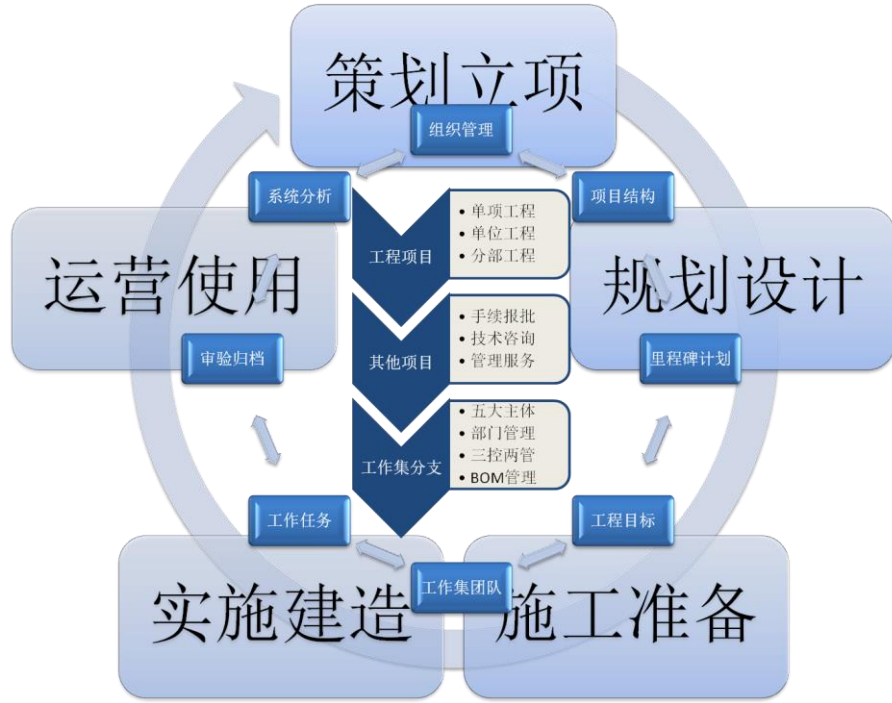 策划立项
组织管理
系统分析
项目结构
工程项目
• 单项工程
• 单位工程
• 分部工程
运营使用
规划设计
其他项目
• 手续报批
• 技术咨询
• 管理服务
审验归档
里程碑计划
工作集分支
• 五大主体
• 部门管理
• 三控两管
• BOM管理
工作任务
工程目标
工作集团队
实施建造
施工准备